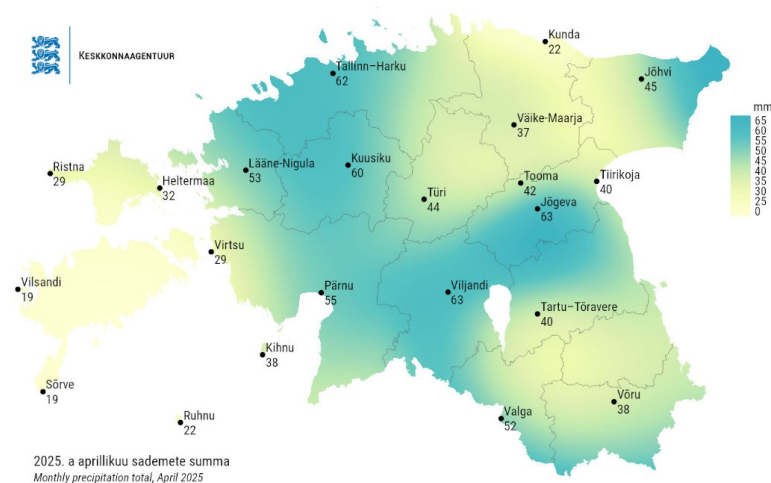 KESKKONNAAGENTUUR
Kunda
22
Tallinn–Harku
62
Jõhvi
45
mm
65
60
55
50
45
40
35
30
25
0
Väike-Maarja
37
Ristna
29
Lääne-Nigula
53
Kuusiku
60
Heltermaa
32
Tooma
42
Tiirikoja
40
Türi
44
Jõgeva
63
Virtsu
29
Vilsandi
19
Pärnu
55
Viljandi
63
Tartu–Tõravere
40
Kihnu
38
Sõrve
19
Ruhnu
22
Valga
52
Võru
38
2025. a aprillikuu sademete summa
Monthly precipitation total, April 2025